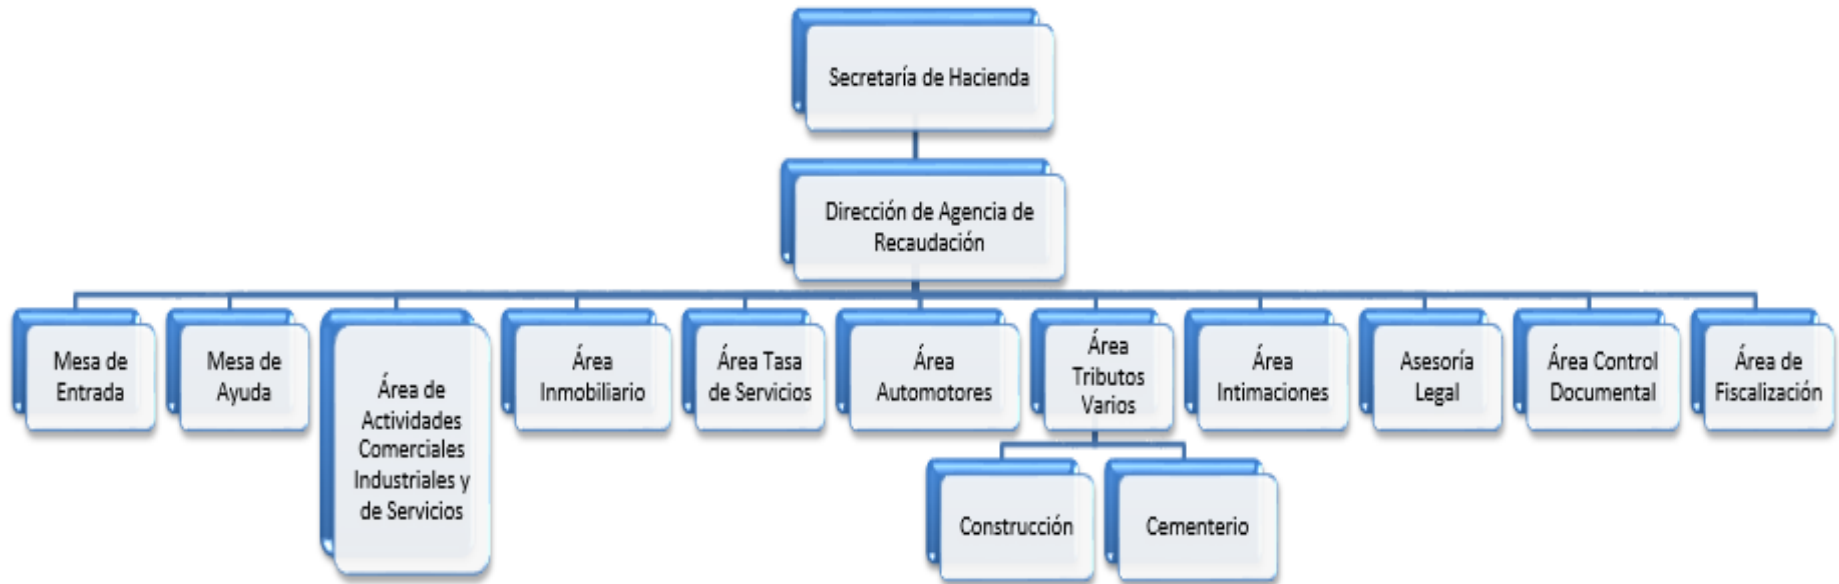 Secretaría de Hacienda
Dirección de Agencia de
Recaudación
Mesa de
Entrada
Mesa de
Ayuda
Área de
Actividades
Comerciales
Industriales y
de Servicios
Área
Inmobiliario
Área Tasa
de Servicios
Área
Automotores
Área
Tributos
Varios
Área
Intimaciones
Asesoría
Legal
Área Control
Documental
Área de
Fiscalización
Construcción
Cementerio